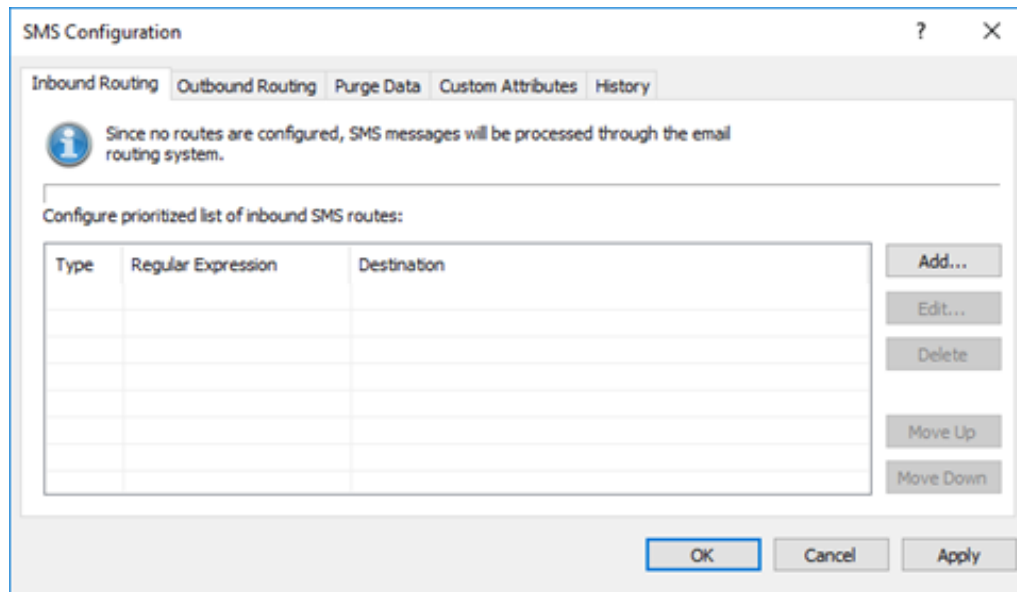 SMS Configuration
?
Inbound Routing Outbound Routing Purge Data Custom Attributes History
Since no routes are configured, SMS messages will be processed through the email
routing system.
Configure prioritized list of inbound SMS routes:
Type Regular Expression Destination
Add...
Edit...
Delete
Move Up
Move Down
OK Cancel Apply